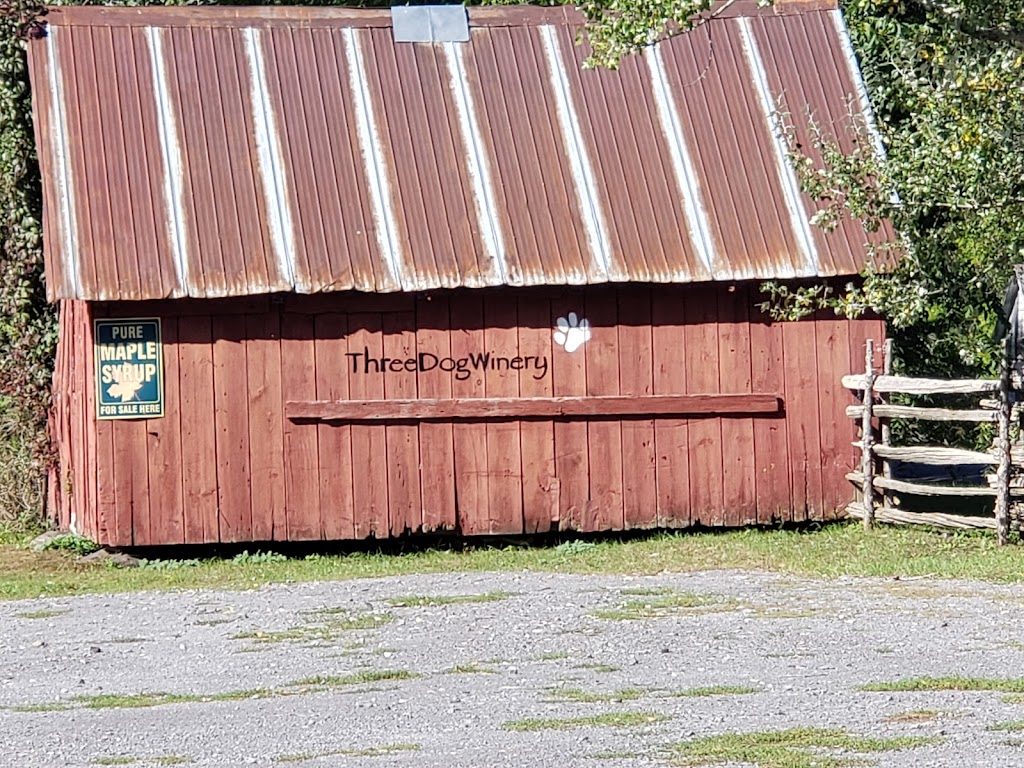 PURE
MAPLE
SYRUP
FOR SALE HERE
ThreeDogWinery